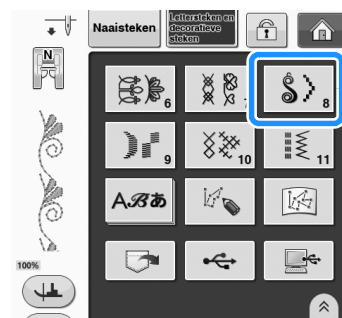 Naaisteken
Lettersteken en
decoratieve
steken
N
6
7
8
9
10
11
ABあ
100%